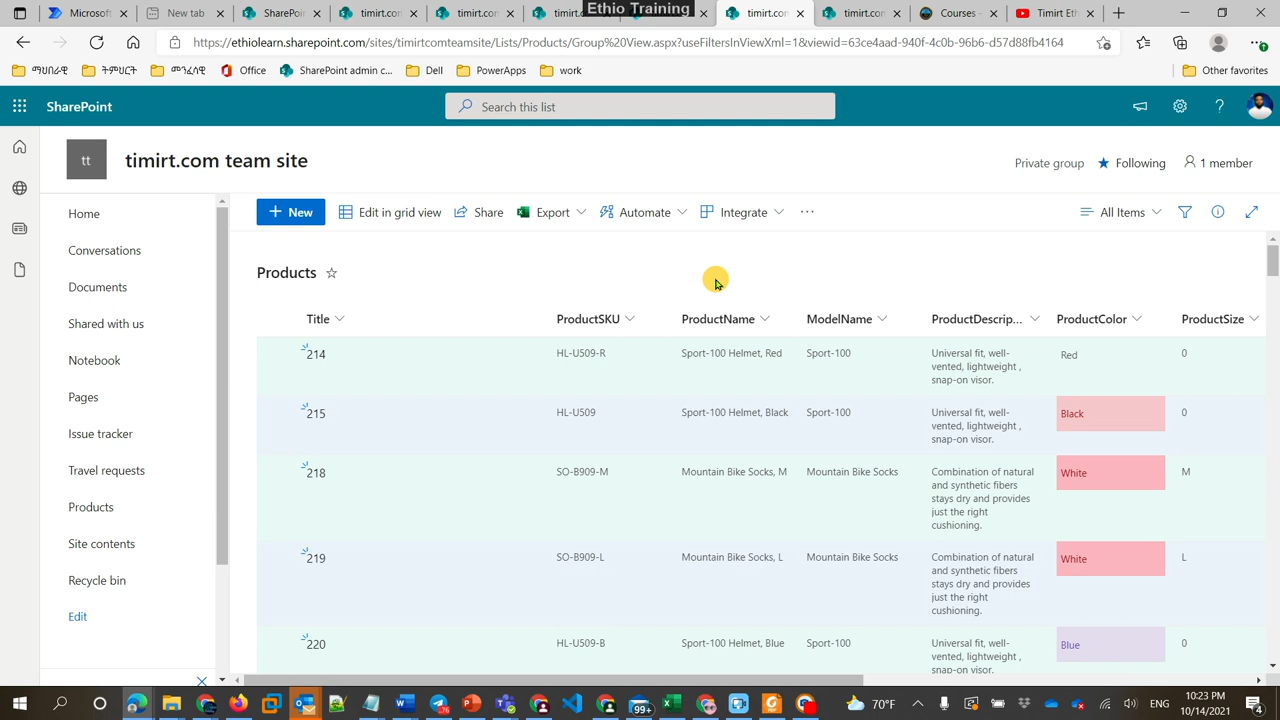 Ethio Training
Microsoft
New tab
SharePoint
timirt.com
timirt.com
timirt.com
timirt.com
timirt.com
Courses –
Timirt Eth
https://ethiolearn.sharepoint.com/sites/timirtcomteamsite/Lists/Products/Group%20View.aspx?useFiltersInViewXml=1&viewid=63ce4aad-940f-4c0b-96b6-d57d88fb4164
ማህበራዊ
ትምህርት
መንፈሳዊ
Office
SharePoint admin c...
Dell
PowerApps
work
Other favorites
SharePoint
Search this list
tt
timirt.com team site
Private group
Following
1 member
Home
Conversations
Documents
Shared with us
Notebook
Pages
Issue tracker
Travel requests
Products
Site contents
Recycle bin
Edit
New
Edit in grid view
Share
Export
Automate
Integrate
All Items
Products
Title ProductSKU ProductName ModelName ProductDescrip... ProductColor ProductSize
214 HL-U509-R Sport-100 Helmet, Red Sport-100 Universal fit, well- Red 0
vented, lightweight ,
snap-on visor.
215 HL-U509 Sport-100 Helmet, Black Sport-100 Universal fit, well- Black 0
vented, lightweight ,
snap-on visor.
218 SO-B909-M Mountain Bike Socks, M Mountain Bike Socks Combination of natural White M
and synthetic fibers
stays dry and provides
just the right
cushioning.
219 SO-B909-L Mountain Bike Socks, L Mountain Bike Socks Combination of natural White L
and synthetic fibers
stays dry and provides
just the right
cushioning.
220 HL-U509-B Sport-100 Helmet, Blue Sport-100 Universal fit, well- Blue 0
vented, lightweight ,
snap-on visor.
99+
70°F
ENG
10:23 PM
10/14/2021